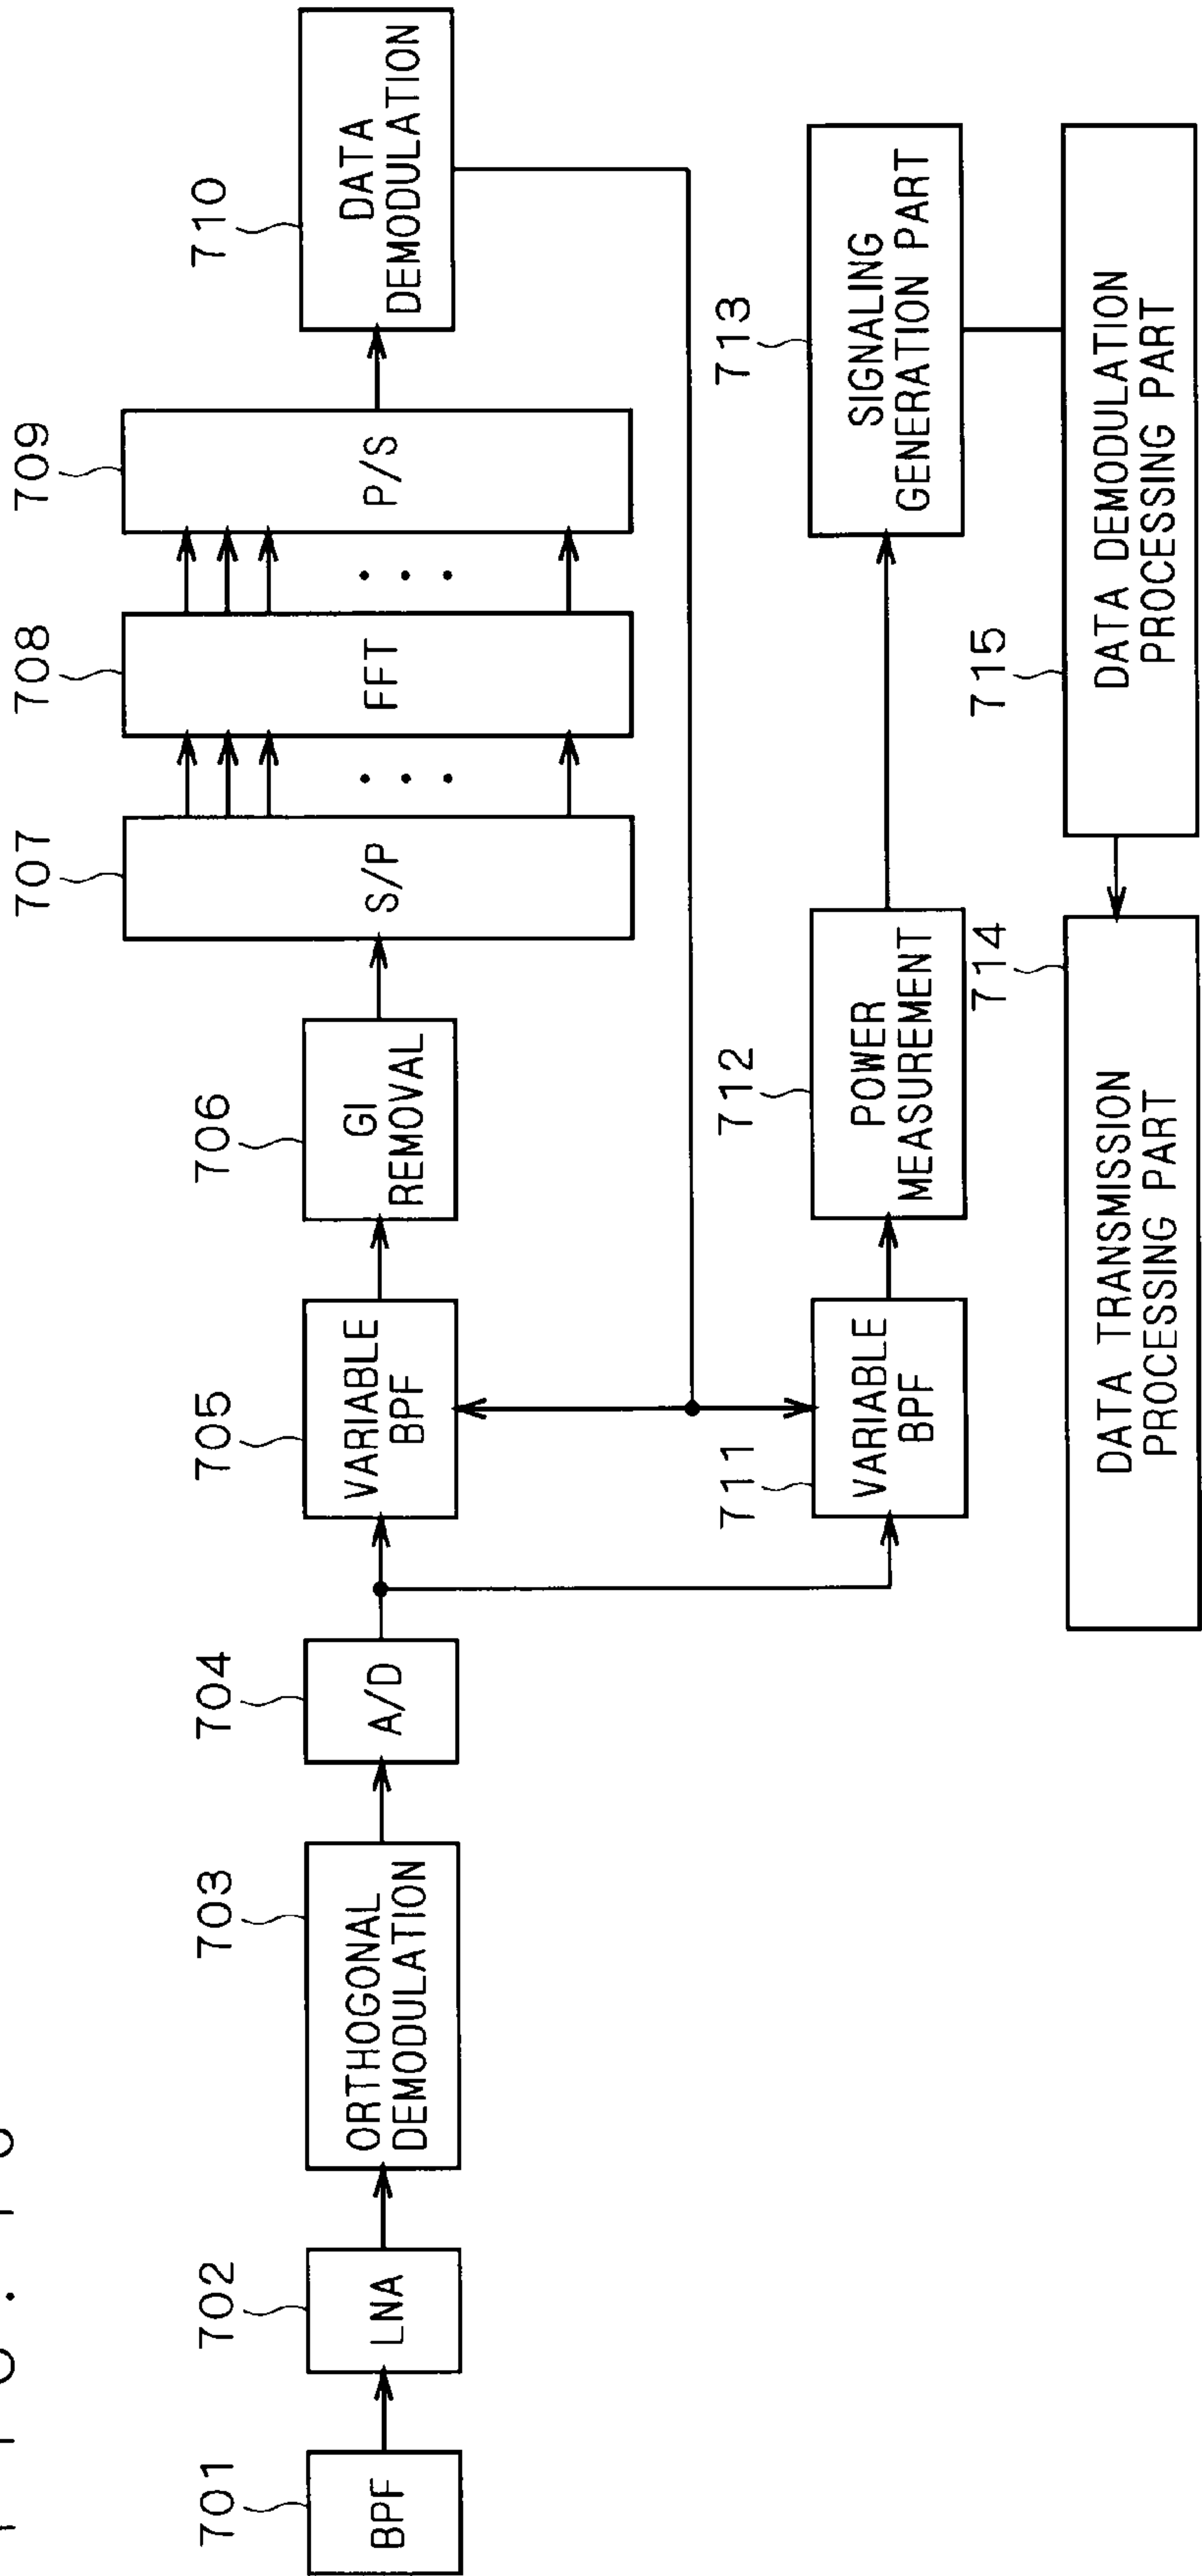 701
BPF
702
LNA
703
ORTHOGONAL
DEMODULATION
704
A/D
705
VARIABLE
BPF
706
GI
REMOVAL
707
S/P
708
FFT
709
P/S
710
DATA
DEMODULATION
711
VARIABLE
BPF
712
POWER
MEASUREMENT
713
SIGNALING
GENERATION PART
714
DATA TRANSMISSION
PROCESSING PART
715
DATA DEMODULATION
PROCESSING PART